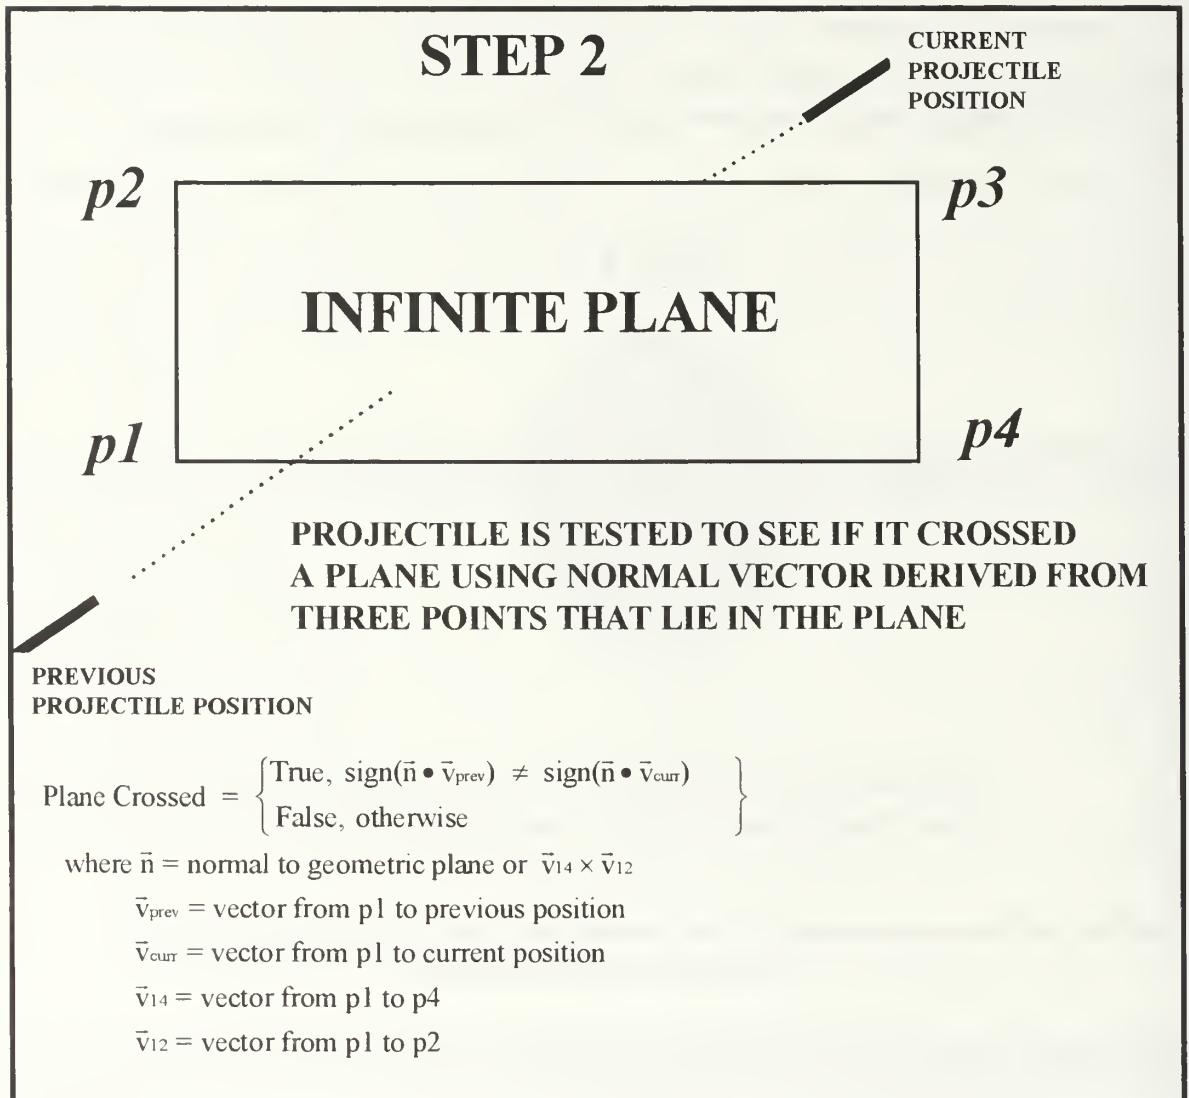 STEP 2
CURRENT
PROJECTILE
POSITION
p2
p3
INFINITE PLANE
p1
p4
PROJECTILE IS TESTED TO SEE IF IT CROSSED
A PLANE USING NORMAL VECTOR DERIVED FROM
THREE POINTS THAT LIE IN THE PLANE
PREVIOUS
PROJECTILE POSITION
Plane Crossed = { True, sign(n⃗ • v⃗prev) ≠ sign(n⃗ • v⃗curr) }
False, otherwise
where n⃗ = normal to geometric plane or v⃗14 × v⃗12
v⃗prev = vector from p1 to previous position
v⃗curr = vector from p1 to current position
v⃗14 = vector from p1 to p4
v⃗12 = vector from p1 to p2